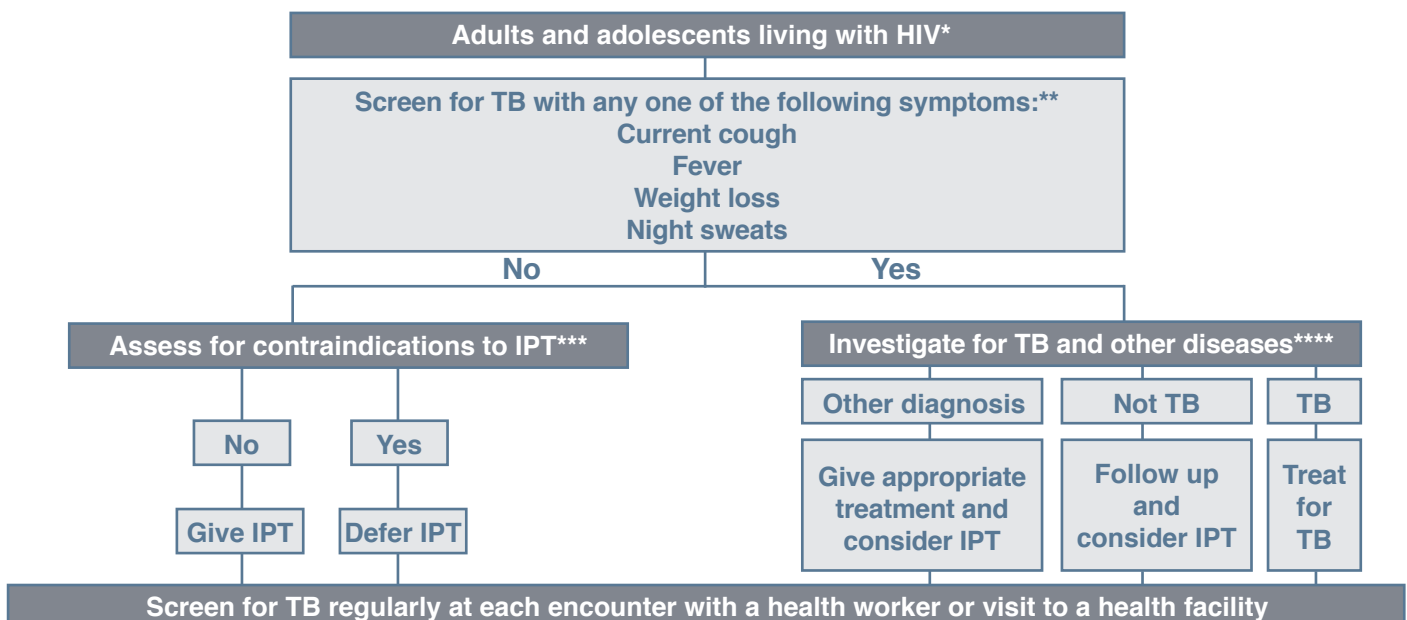 Adults and adolescents living with HIV*
Screen for TB with any one of the following symptoms:**
Current cough
Fever
Weight loss
Night sweats
No
Yes
Assess for contraindications to IPT***
No
Yes
Give IPT
Defer IPT
Investigate for TB and other diseases****
Other diagnosis
Not TB
TB
Give appropriate
treatment and
consider IPT
Follow up
and
consider IPT
Treat
for
TB
Screen for TB regularly at each encounter with a health worker or visit to a health facility